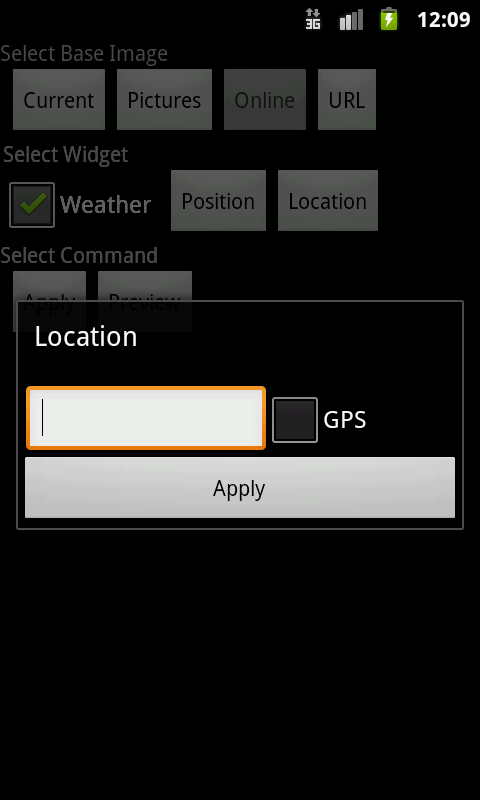 3G 12:09
Select Base Image
Current Pictures Online URL
Select Widget
Weather Position Location
Select Command
Apply Preview
Location
GPS
Apply